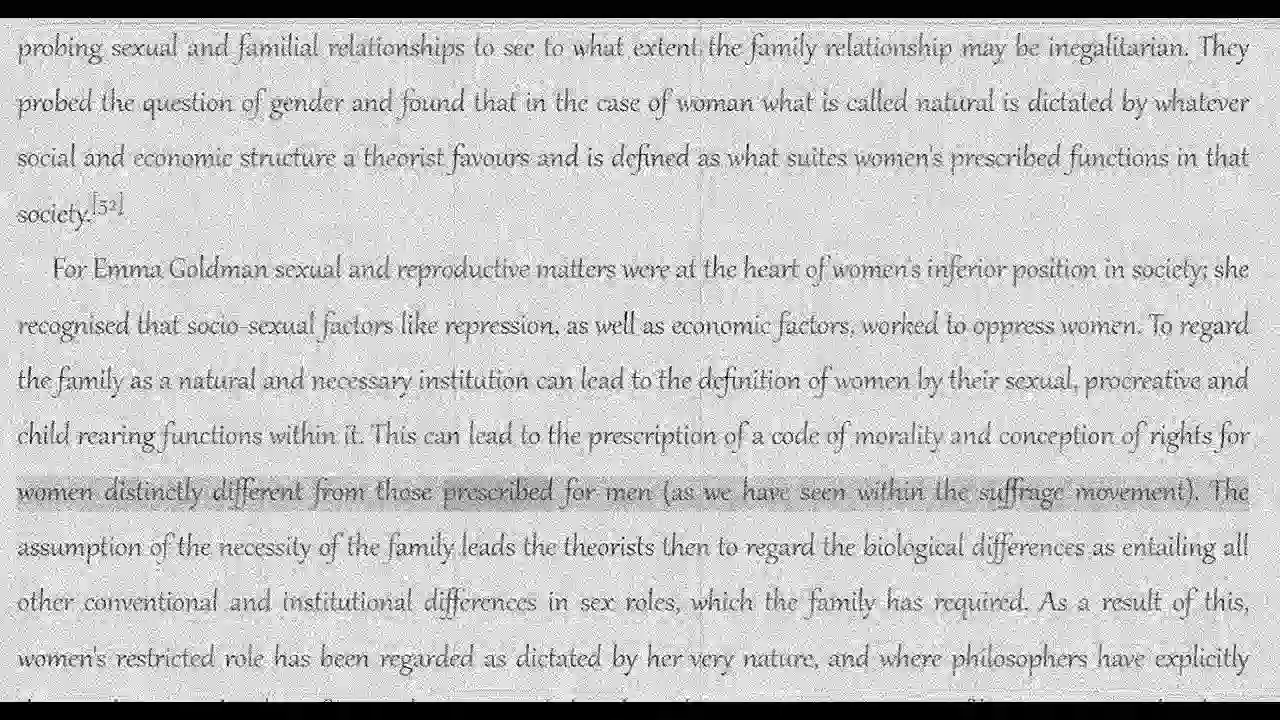 probing sexual and familial relationships to see to what extent the family relationship may be inegalitarian. They
probed the question of gender and found that in the case of woman what is called natural is dictated by whatever
social and economic structure a theorist favours and is defined as what suites women's prescribed functions in that
society.[32]
For Emma Goldman sexual and reproductive matters were at the heart of women's inferior position in society; she
recognised that socio-sexual factors like repression, as well as economic factors, worked to oppress women. To regard
the family as a natural and necessary institution can lead to the definition of women by their sexual, procreative and
child rearing functions within it. This can lead to the prescription of a code of morality and conception of rights for
women distinctly different from those prescribed for men (as we have seen within the suffrage movement). The
assumption of the necessity of the family leads the theorists then to regard the biological differences as entailing all
other conventional and institutional differences in sex roles, which the family has required. As a result of this,
women's restricted role has been regarded as dictated by her very nature, and where philosophers have explicitly